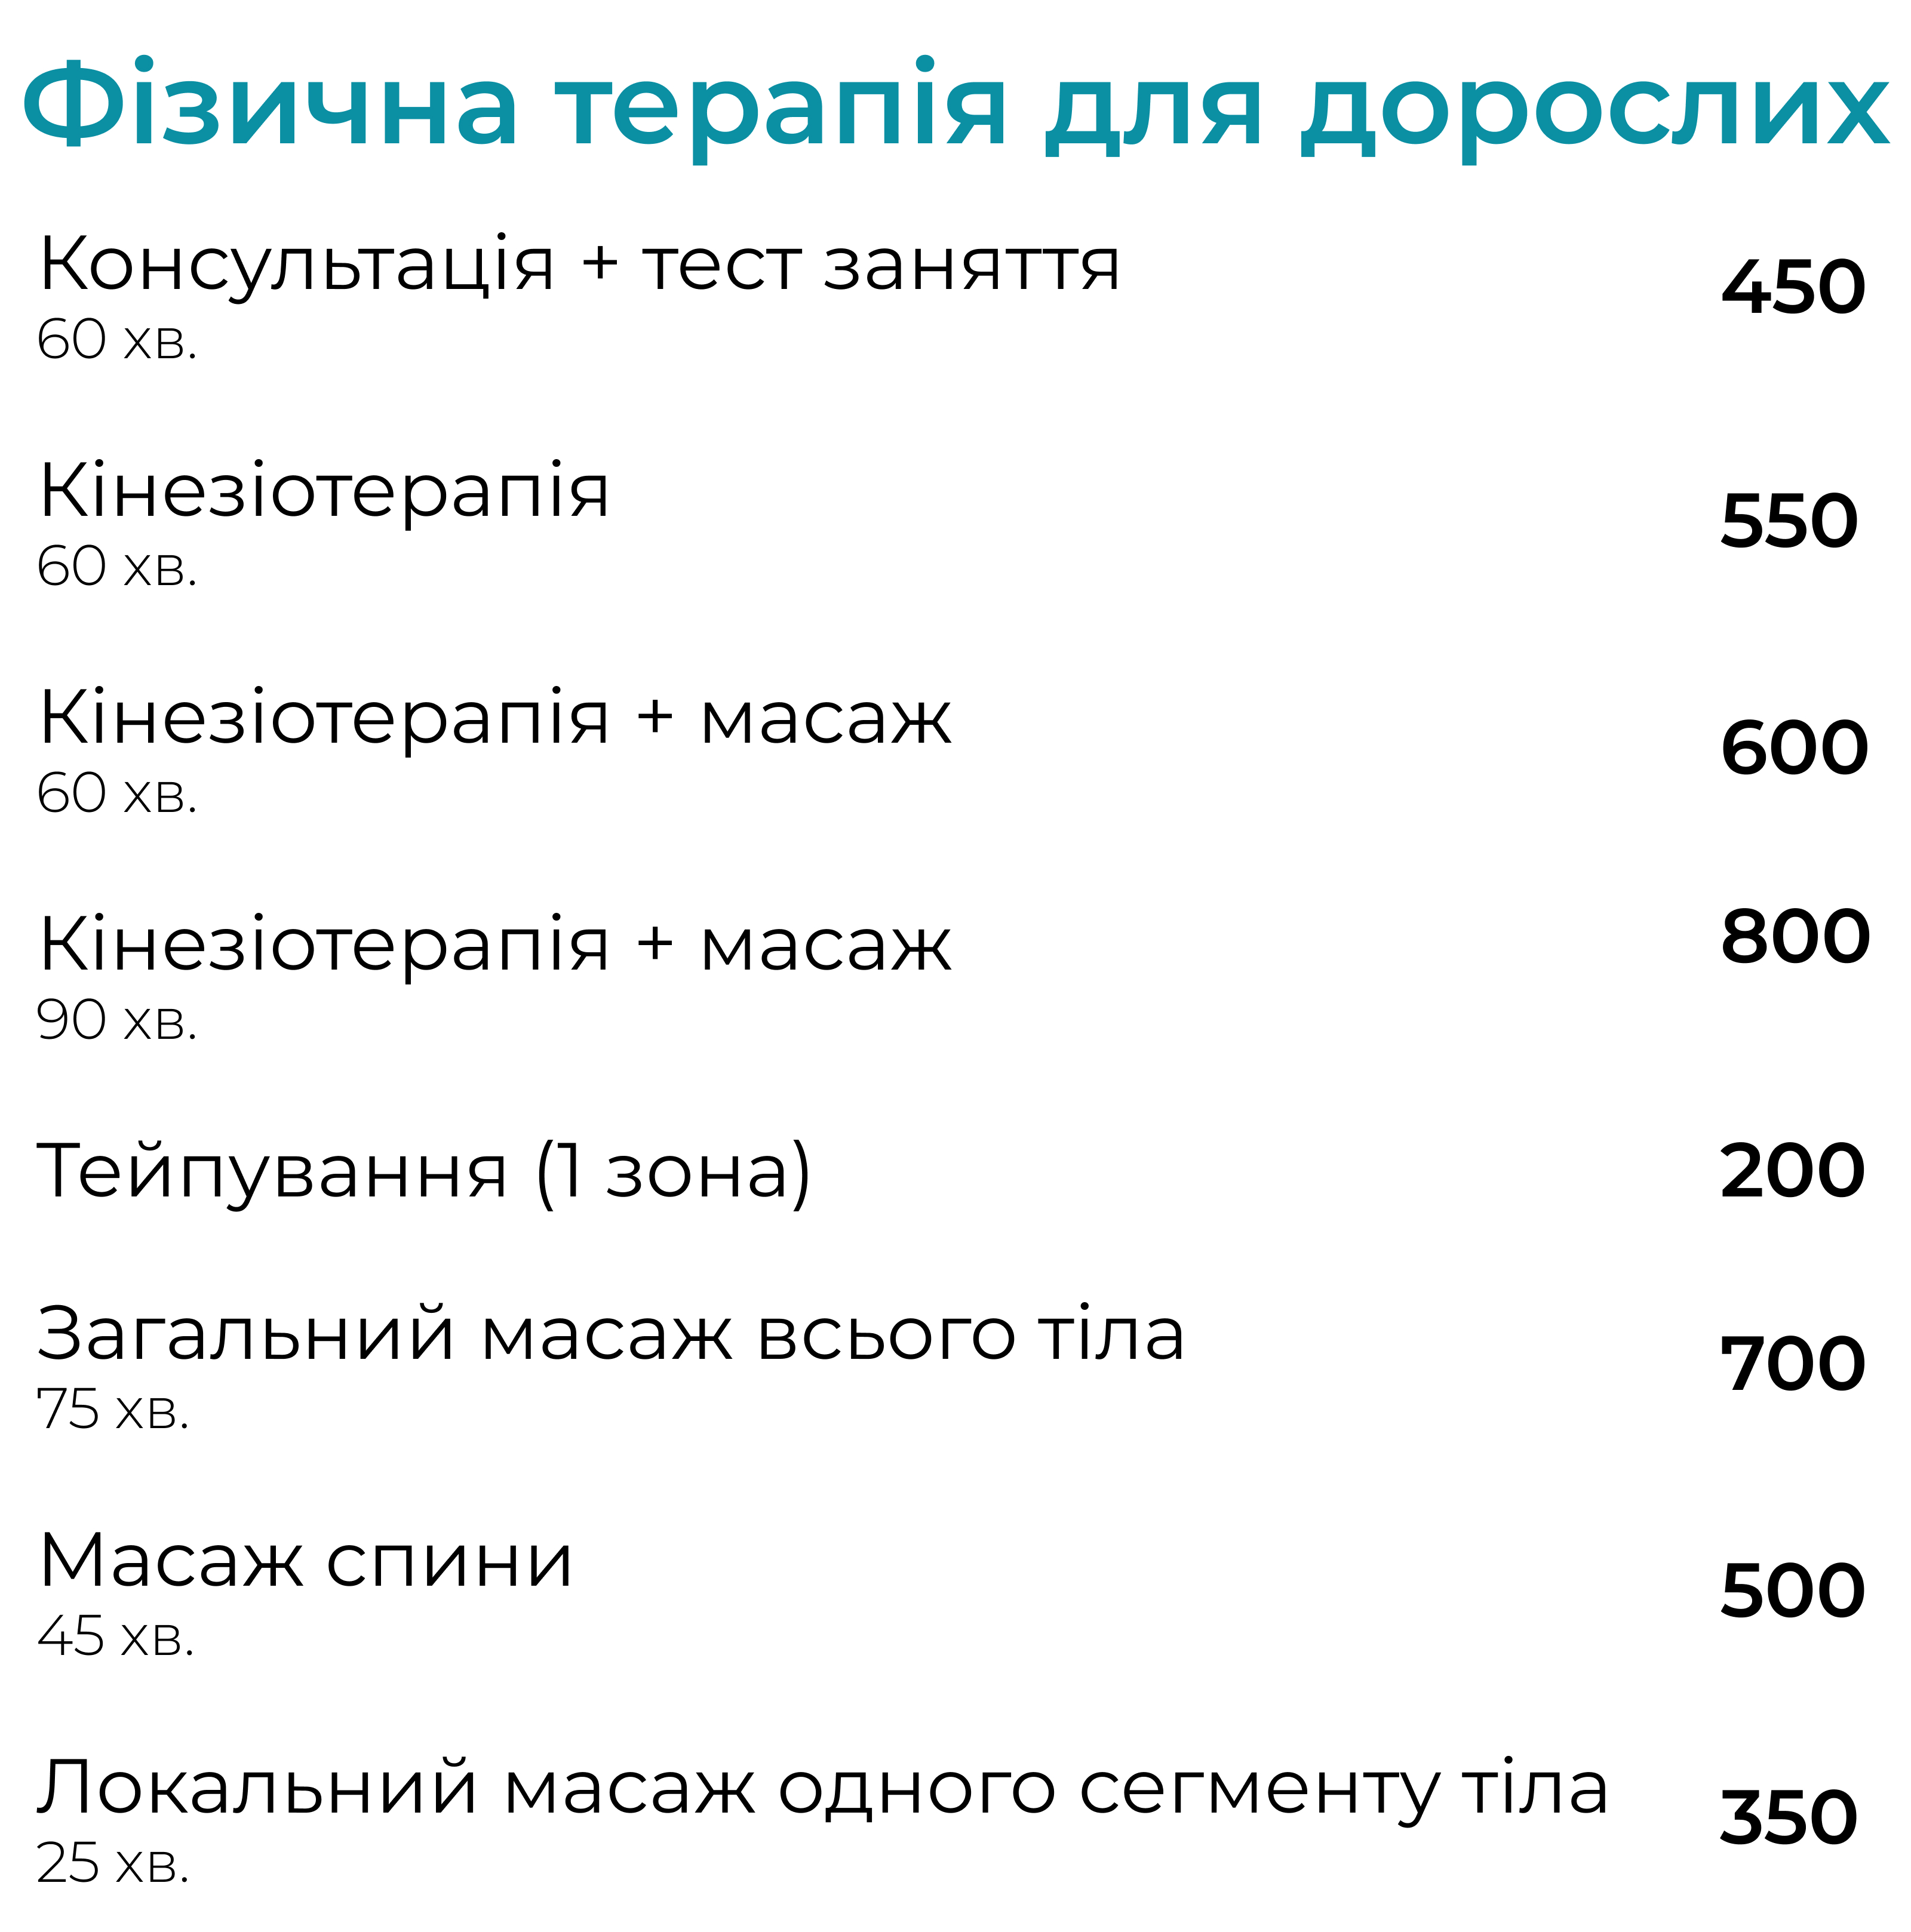 Фізична терапія для дорослих
Консультація + тест заняття 450
60 хв.
Кінезіотерапія 550
60 хв.
Кінезіотерапія + масаж 600
60 хв.
Кінезіотерапія + масаж 800
90 хв.
Тейпування (1 зона) 200
Загальний масаж всього тіла 700
75 хв.
Масаж спини 500
45 хв.
Локальний масаж одного сегменту тіла 350
25 хв.